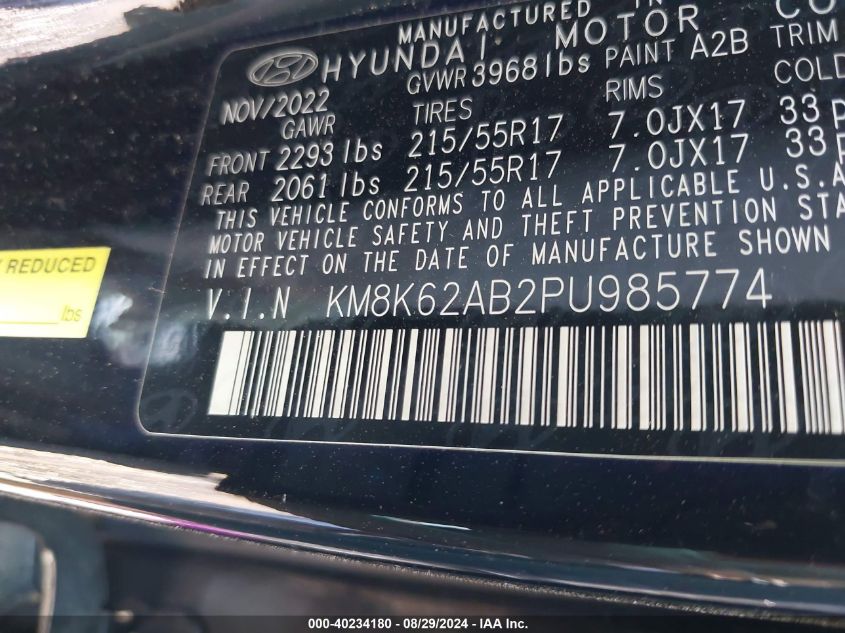 MANUFACTURED IN
HYUNDAI MOTOR CO
NOV/2022 GVWR 3968 lbs PAINT A2B TRIM
GAWR TIRES RIMS COLD
FRONT 2293 lbs 215/55R17 7.0JX17 33
REAR 2061 lbs 215/55R17 7.0JX17 33
THIS VEHICLE CONFORMS TO ALL APPLICABLE U.S.A
MOTOR VEHICLE SAFETY AND THEFT PREVENTION STA
IN EFFECT ON THE DATE OF MANUFACTURE SHOWN
V.I.N KM8K62AB2PU985774
REDUCED
lbs
000-40234180 - 08/29/2024 - IAA Inc.